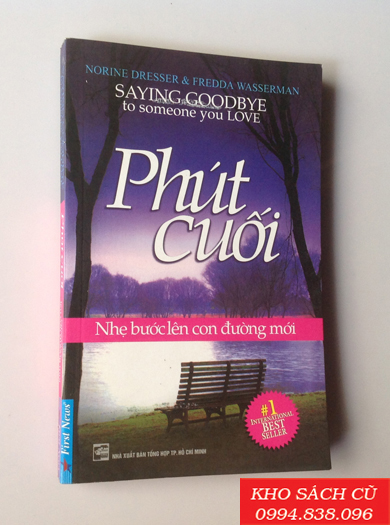 NORINE DRESSER & FREDDA WASSERMAN
SAYING GOODBYE
to someone you LOVE
Phút
cuối
Nhẹ bước lên con đường mới
#1
INTERNATIONAL
BEST
SELLER
First News
NHÀ XUẤT BẢN TỔNG HỢP TP. HỒ CHÍ MINH
KHO SÁCH CŨ
0994.838.096